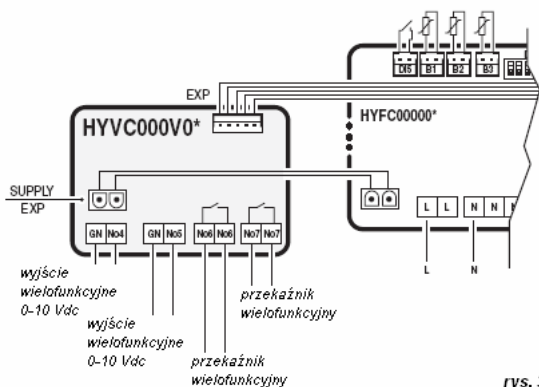 DI5 B1 B2 B3
EXP
HYVC000V0*
HYFC00000*
SUPPLY
EXP
L L N N N
GN No4 GN No5 No6 No6 No7 No7
L N
wyjście
wielofunkcyjne
0-10 Vdc
przekaźnik
wielofunkcyjny
wyjście
wielofunkcyjne
0-10 Vdc
przekaźnik
wielofunkcyjny
rys.